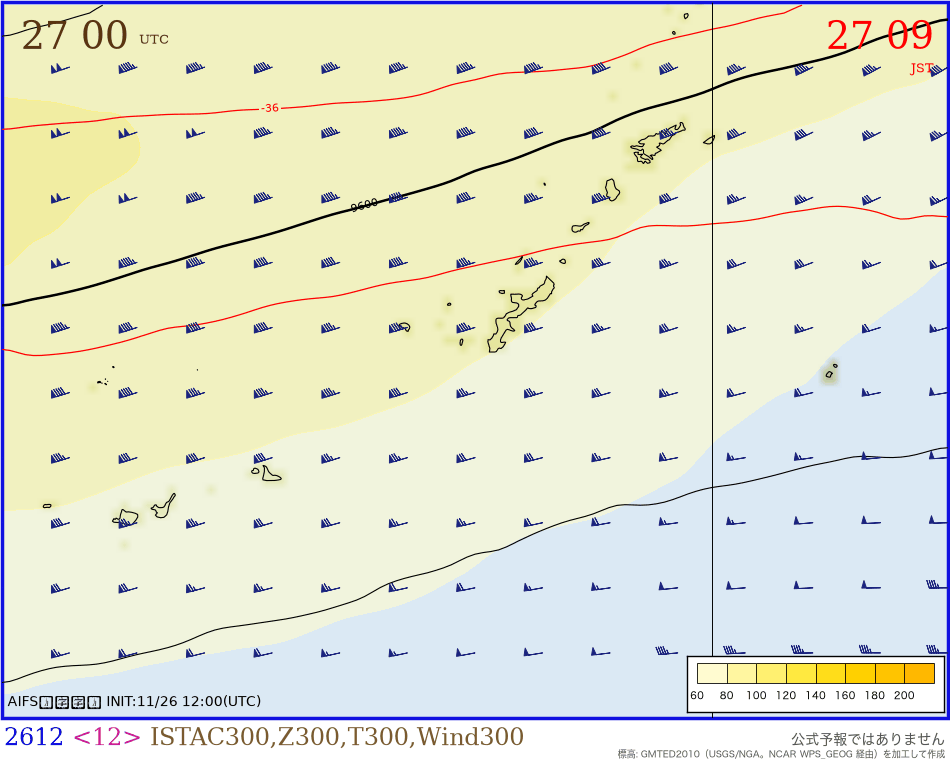 27 00 UTC
27 09
JST
-36
9600
AIFS INIT:11/26 12:00(UTC)
60 80 100 120 140 160 180 200
2612 <12> ISTAC300,Z300,T300,Wind300
公式予報ではありません
標高: GMTED2010（USGS/NGA。NCAR WPS_GEOG 経由）を加工して作成